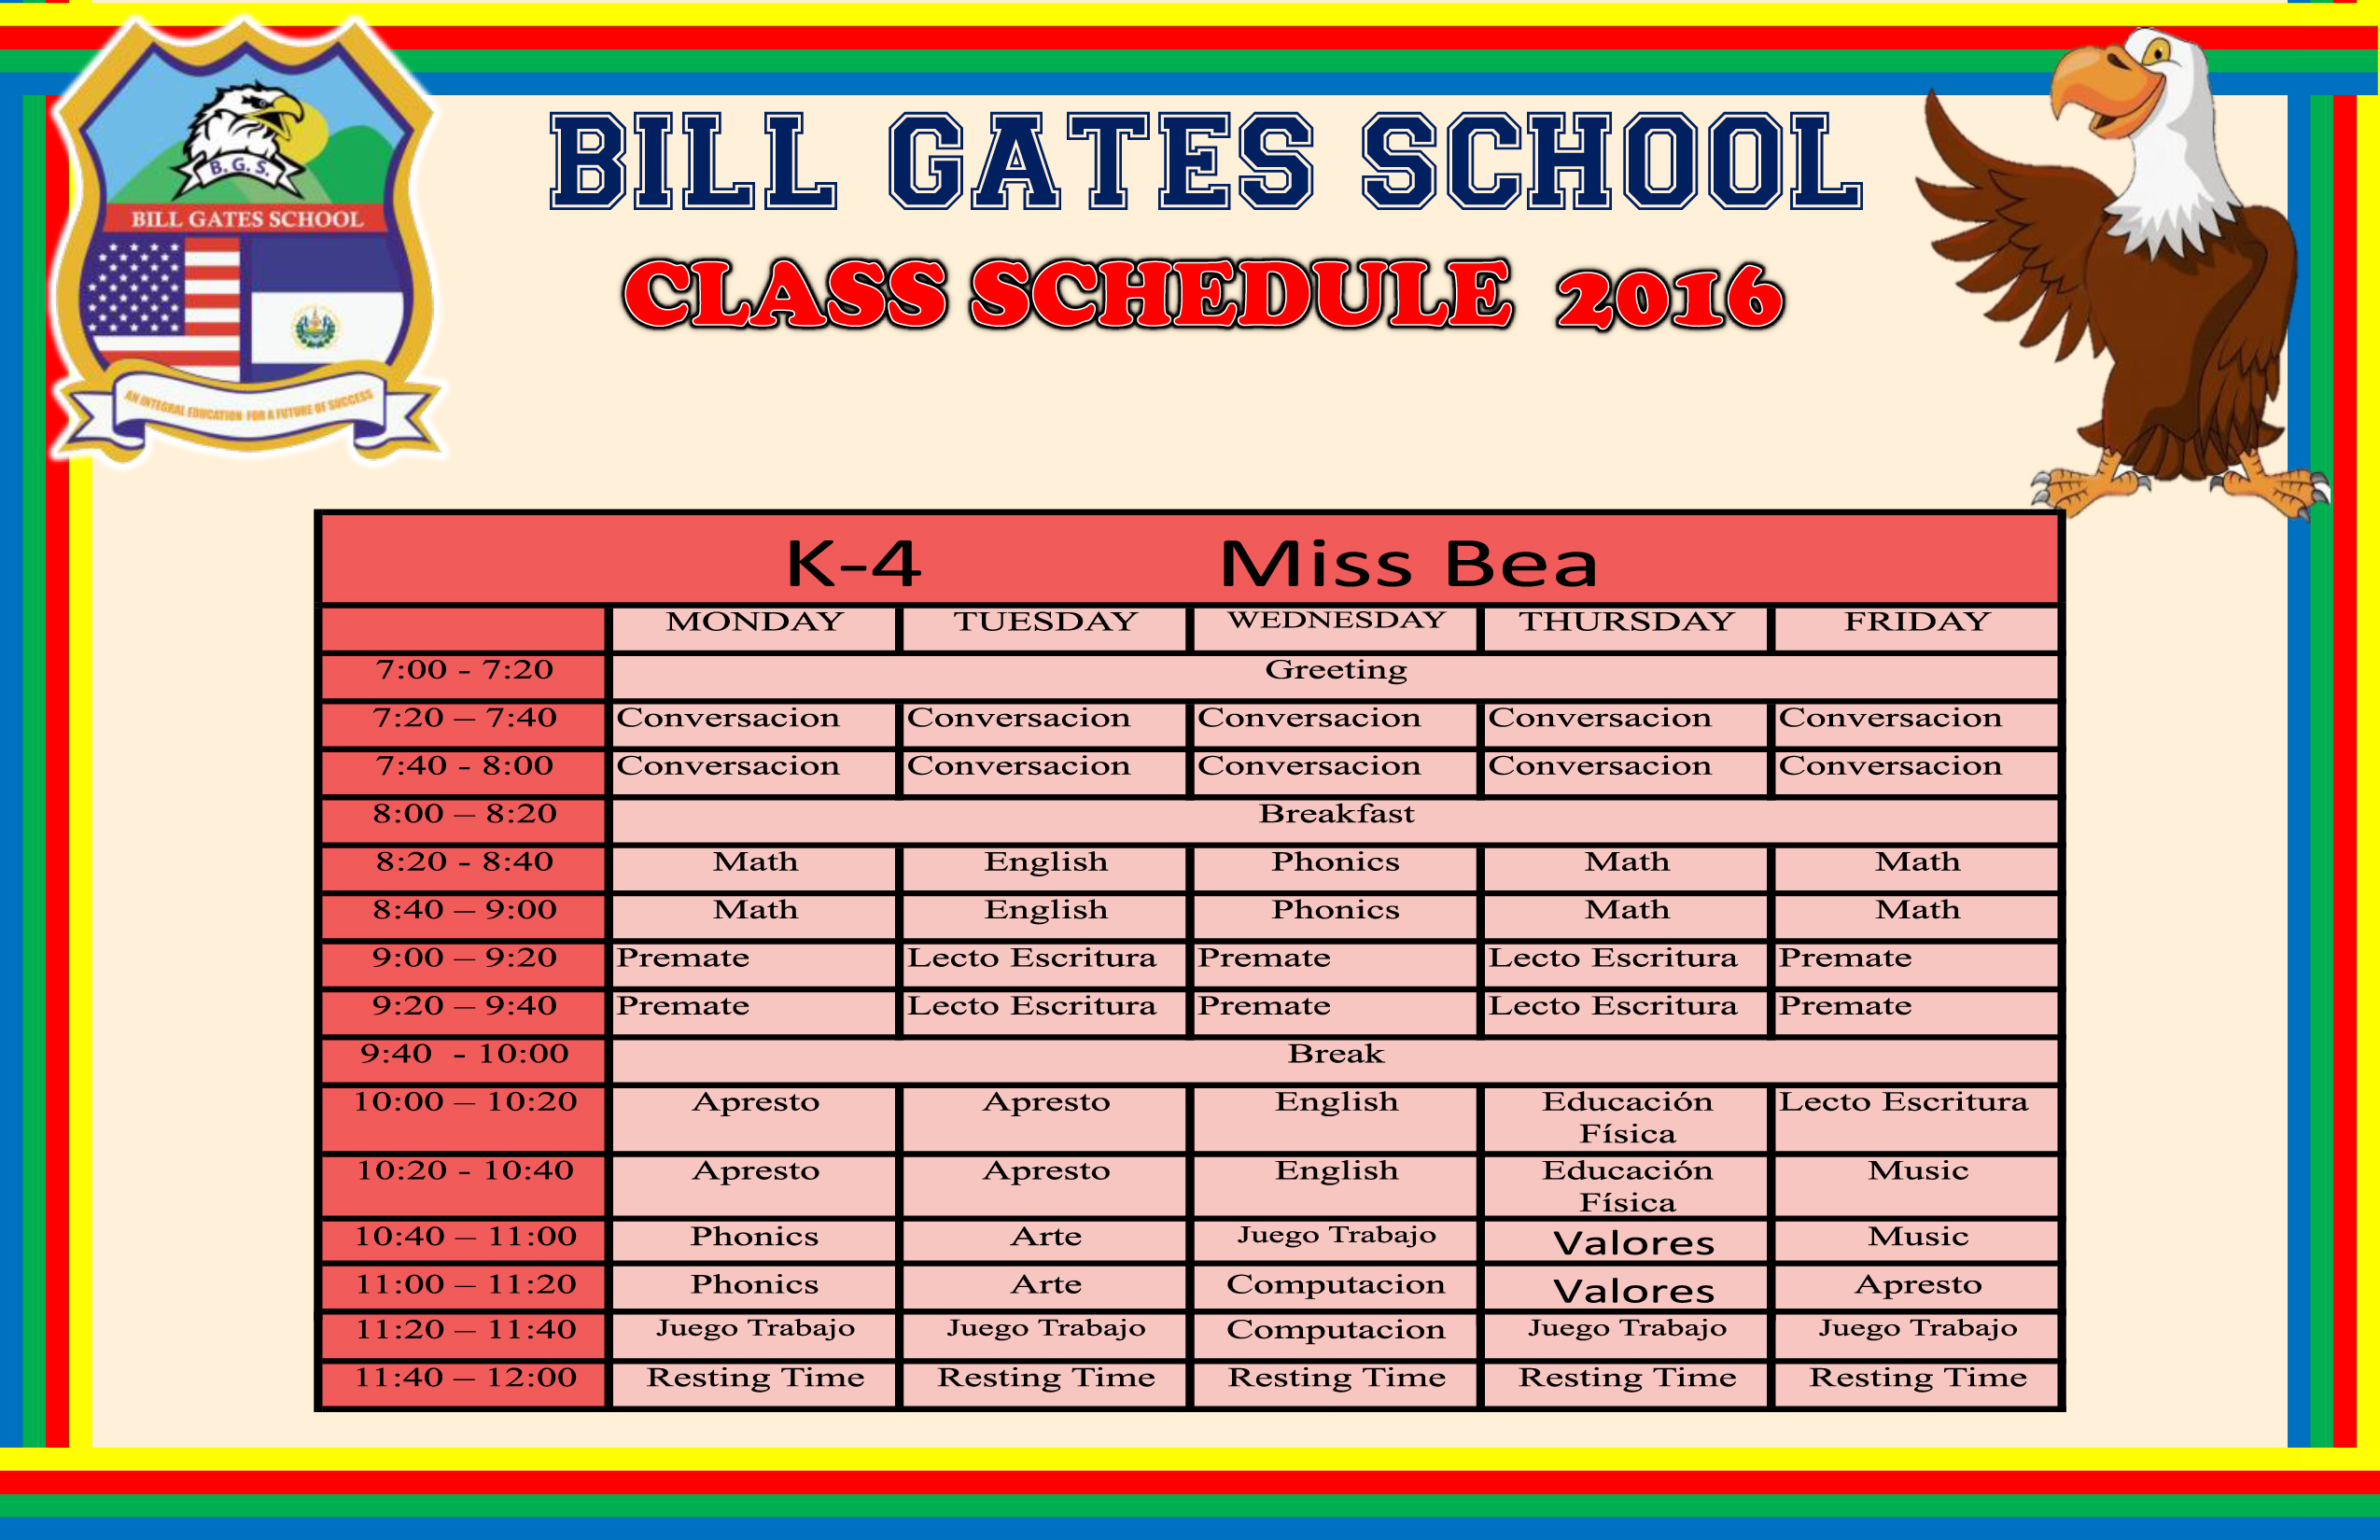 BILL GATES SCHOOL
CLASS SCHEDULE 2016
B. G. S.
BILL GATES SCHOOL
AN INTEGRAL EDUCATION FOR A FUTURE OF SUCCESS
K-4 Miss Bea
MONDAY TUESDAY WEDNESDAY THURSDAY FRIDAY
7:00 - 7:20 Greeting
7:20 – 7:40 Conversacion Conversacion Conversacion Conversacion Conversacion
7:40 - 8:00 Conversacion Conversacion Conversacion Conversacion Conversacion
8:00 – 8:20 Breakfast
8:20 - 8:40 Math English Phonics Math Math
8:40 – 9:00 Math English Phonics Math Math
9:00 – 9:20 Premate Lecto Escritura Premate Lecto Escritura Premate
9:20 – 9:40 Premate Lecto Escritura Premate Lecto Escritura Premate
9:40 - 10:00 Break
10:00 – 10:20 Apresto Apresto English Educación Lecto Escritura
Física
10:20 - 10:40 Apresto Apresto English Educación Music
Física
10:40 – 11:00 Phonics Arte Juego Trabajo Valores Music
11:00 – 11:20 Phonics Arte Computacion Valores Apresto
11:20 – 11:40 Juego Trabajo Juego Trabajo Computacion Juego Trabajo Juego Trabajo
11:40 – 12:00 Resting Time Resting Time Resting Time Resting Time Resting Time